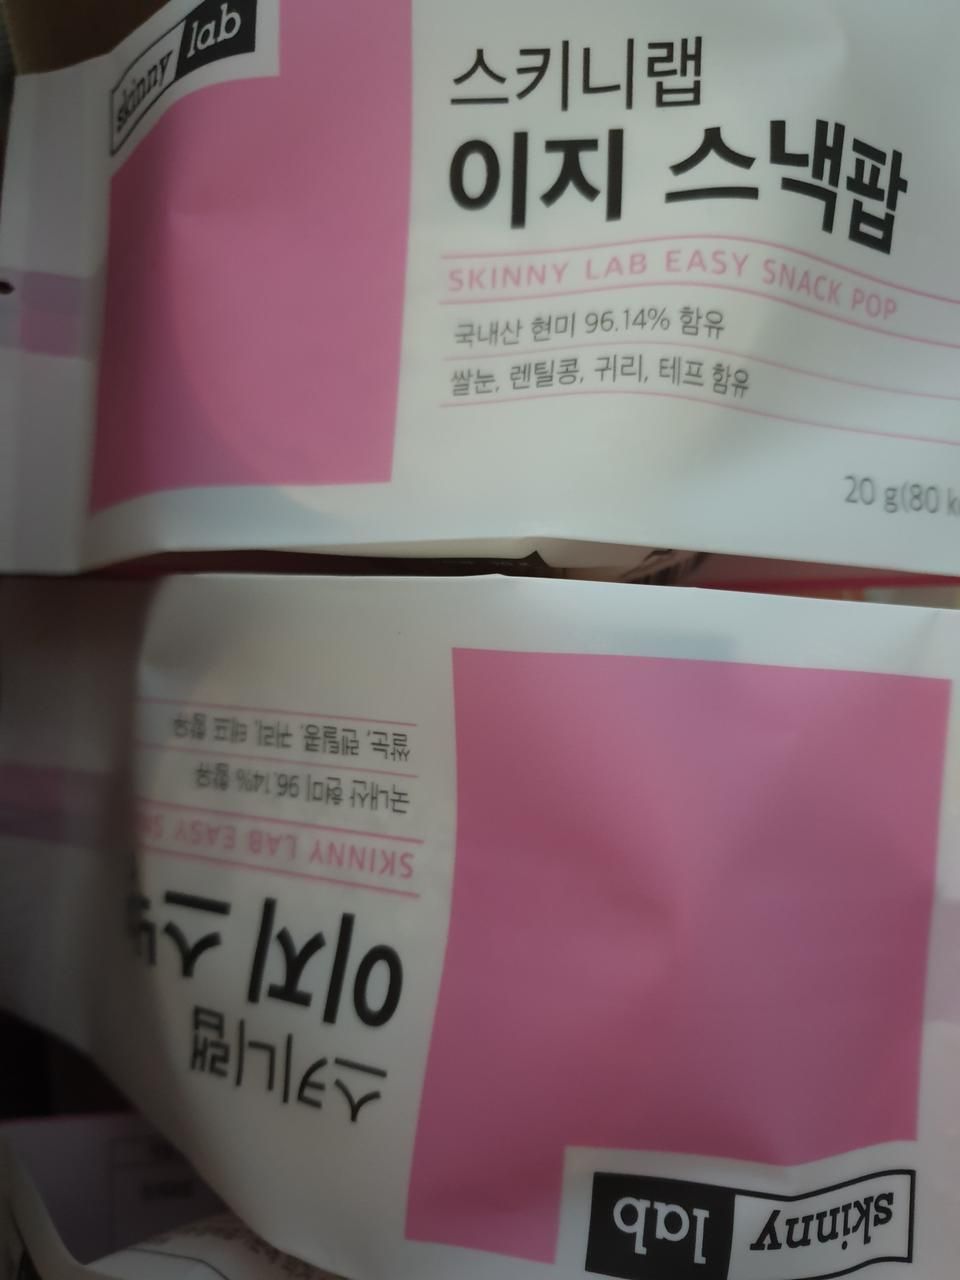 skinny lab
스키니랩
이지 스낵팝
SKINNY LAB EASY SNACK POP
국내산 현미 96.14% 함유
쌀눈, 렌틸콩, 귀리, 테프 함유
20 g(80
skinny lab
스키니랩
이지 스
SKINNY LAB EASY
국내산 현미 96.14% 함유
쌀눈, 렌틸콩, 귀리, 테프 함유